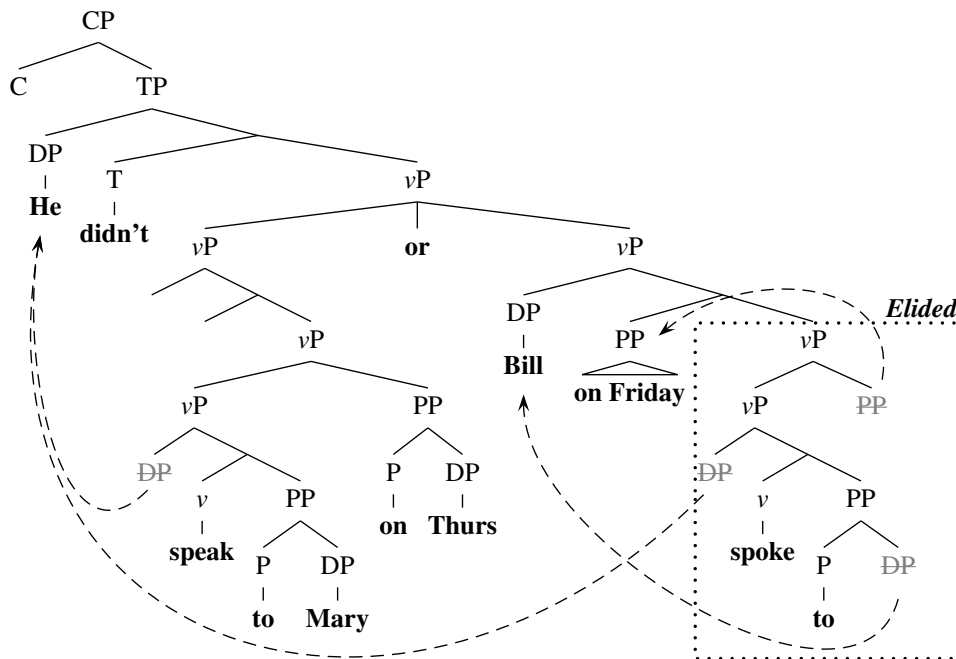 CP
C TP
DP T vP
He
didn't
vP or vP
DP PP vP Elided
vP
Bill
on Friday
vP PP vP PP
DP P DP DP
v PP v PP
on Thurs
speak spoke
P DP P DP
to Mary to